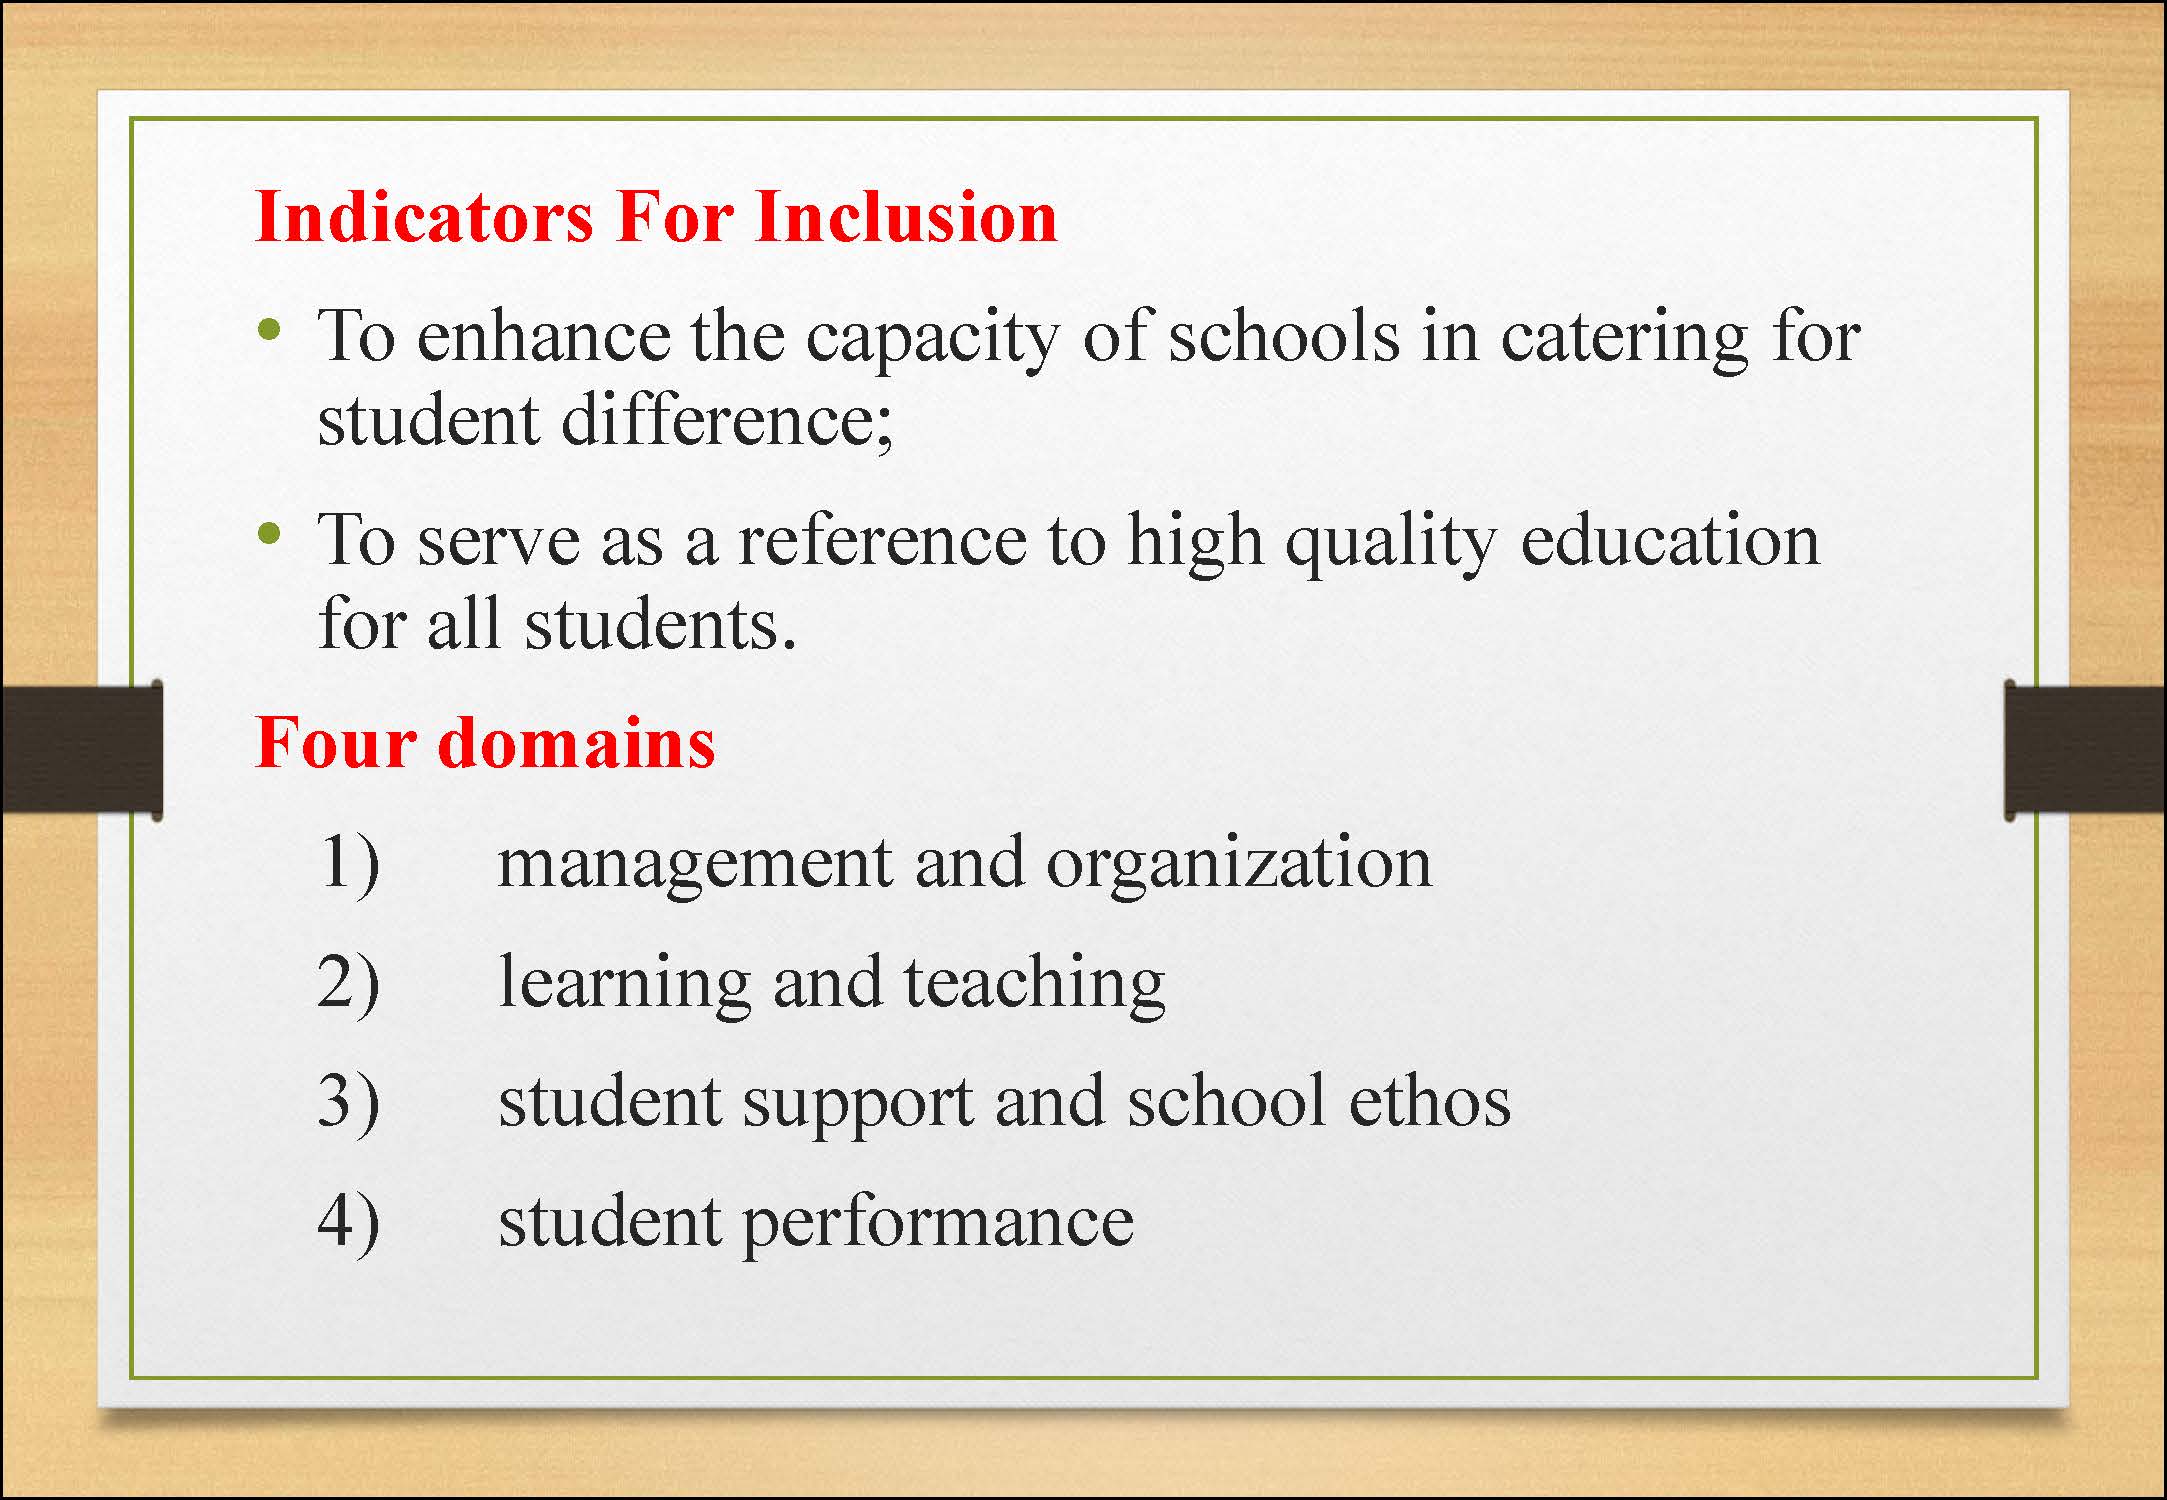 Indicators For Inclusion
• To enhance the capacity of schools in catering for
student difference;
• To serve as a reference to high quality education
for all students.
Four domains
1) management and organization
2) learning and teaching
3) student support and school ethos
4) student performance